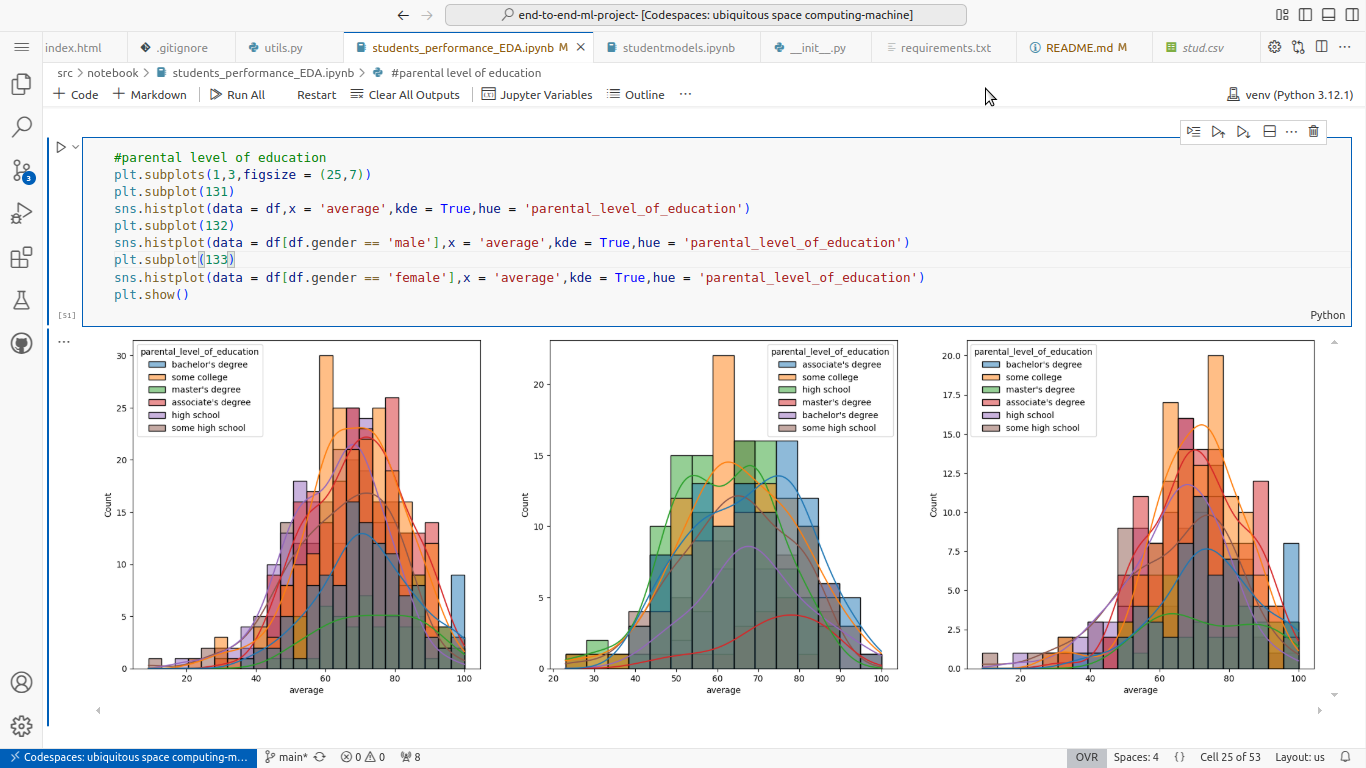 end-to-end-ml-project- [Codespaces: ubiquitous space computing-machine]
index.html
.gitignore
utils.py
students_performance_EDA.ipynb M
studentmodels.ipynb
__init__.py
requirements.txt
README.md M
stud.csv
src > notebook > students_performance_EDA.ipynb > #parental level of education
+ Code
+ Markdown
Run All
Restart
Clear All Outputs
Jupyter Variables
Outline
venv (Python 3.12.1)
3
#parental level of education
plt.subplots(1,3,figsize = (25,7))
plt.subplot(131)
sns.histplot(data = df,x = 'average',kde = True,hue = 'parental_level_of_education')
plt.subplot(132)
sns.histplot(data = df[df.gender == 'male'],x = 'average',kde = True,hue = 'parental_level_of_education')
plt.subplot(133)
sns.histplot(data = df[df.gender == 'female'],x = 'average',kde = True,hue = 'parental_level_of_education')
plt.show()
[51]
Python
parental_level_of_education
bachelor's degree
some college
master's degree
associate's degree
high school
some high school
30
25
20
15
10
5
0
Count
20 40 60 80 100
average
parental_level_of_education
associate's degree
some college
high school
master's degree
bachelor's degree
some high school
20
15
10
5
0
Count
20 30 40 50 60 70 80 90 100
average
parental_level_of_education
bachelor's degree
some college
master's degree
associate's degree
high school
some high school
20.0
17.5
15.0
12.5
10.0
7.5
5.0
2.5
0.0
Count
20 40 60 80 100
average
Codespaces: ubiquitous space computing-m...
main*
0
0
8
OVR
Spaces: 4
{}
Cell 25 of 53
Layout: us